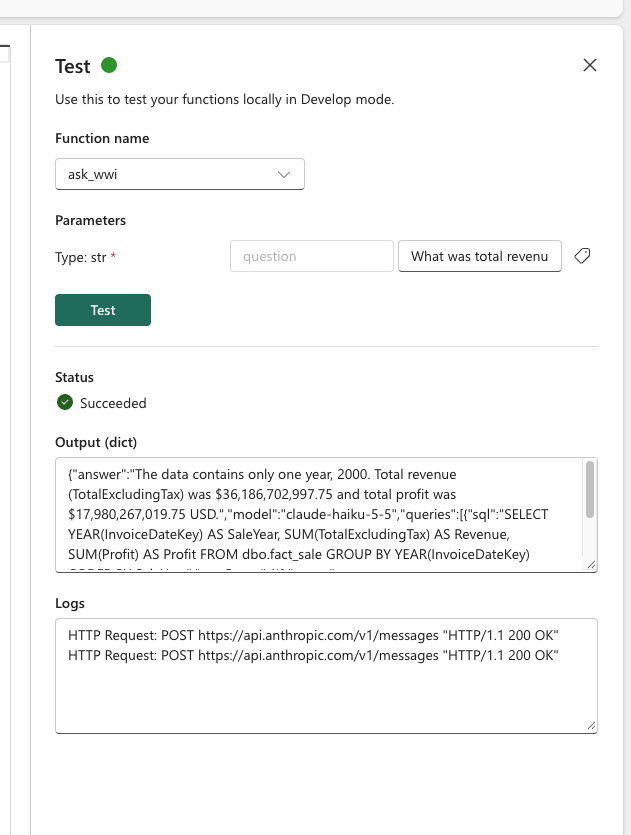 Test
Use this to test your functions locally in Develop mode.
Function name
ask_wwi
Parameters
Type: str *
question
What was total revenu
Test
Status
Succeeded
Output (dict)
{"answer":"The data contains only one year, 2000. Total revenue
(TotalExcludingTax) was $36,186,702,997.75 and total profit was
$17,980,267,019.75 USD.","model":"claude-haiku-5-5","queries":[{"sql":"SELECT
YEAR(InvoiceDateKey) AS SaleYear, SUM(TotalExcludingTax) AS Revenue,
SUM(Profit) AS Profit FROM dbo.fact_sale GROUP BY YEAR(InvoiceDateKey)
Logs
HTTP Request: POST https://api.anthropic.com/v1/messages "HTTP/1.1 200 OK"
HTTP Request: POST https://api.anthropic.com/v1/messages "HTTP/1.1 200 OK"